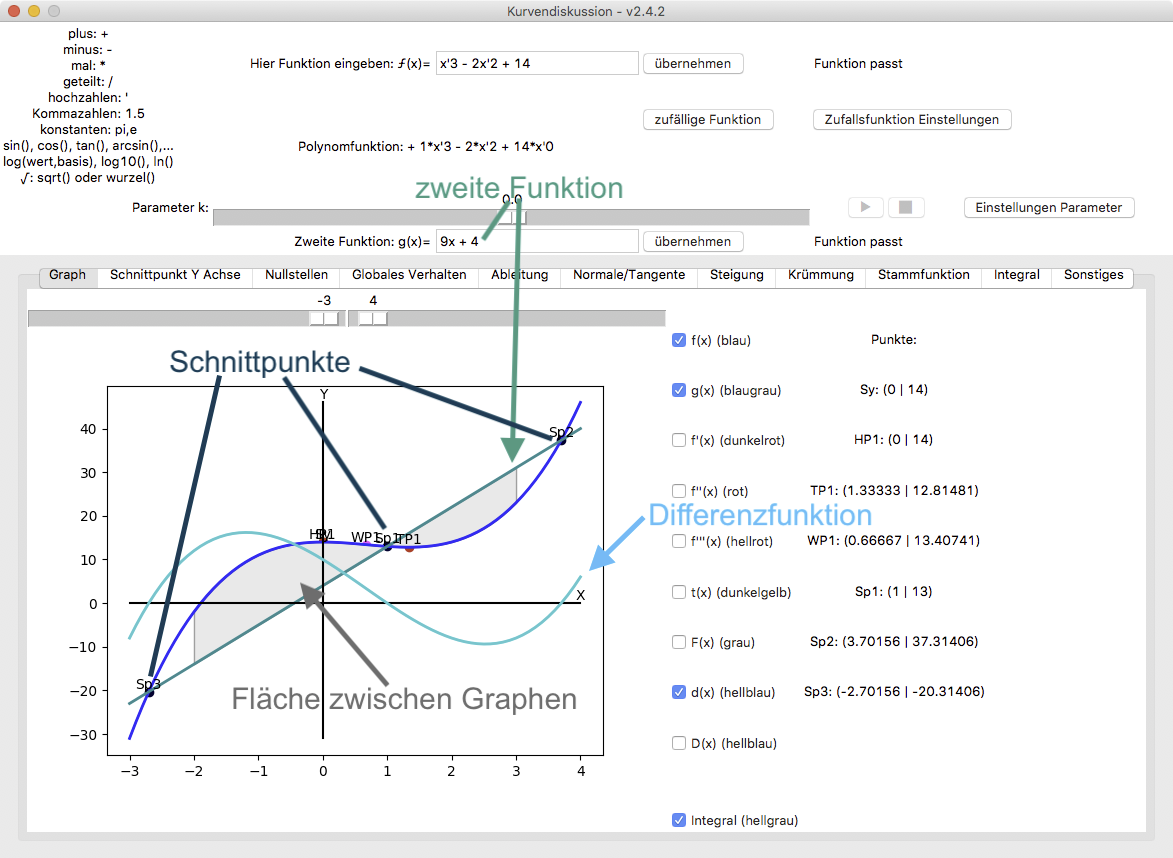 Kurvendiskussion - v2.4.2
plus: +
minus: -
mal: *
geteilt: /
hochzahlen: '
Kommazahlen: 1.5
konstanten: pi,e
sin(), cos(), tan(), arcsin(),...
log(wert,basis), log10(), ln()
√: sqrt() oder wurzel()
Hier Funktion eingeben: ƒ(x)= x'3 - 2x'2 + 14 übernehmen Funktion passt
zufällige Funktion Zufallsfunktion Einstellungen
Polynomfunktion: + 1*x'3 - 2*x'2 + 14*x'0
zweite Funktion
0.0
Parameter k: Einstellungen Parameter
Zweite Funktion: g(x)= 9x + 4 übernehmen Funktion passt
Graph Schnittpunkt Y Achse Nullstellen Globales Verhalten Ableitung Normale/Tangente Steigung Krümmung Stammfunktion Integral Sonstiges
-3 4
Schnittpunkte
Y
40
30
20
10
0
−10
−20
−30
−3 −2 −1 0 1 2 3 4
X
Sp2
HP1
Sy
WP1
Sp1
TP1
Sp3
Differenzfunktion
Fläche zwischen Graphen
f(x) (blau) Punkte:
g(x) (blaugrau) Sy: (0 | 14)
f'(x) (dunkelrot) HP1: (0 | 14)
f''(x) (rot) TP1: (1.33333 | 12.81481)
f'''(x) (hellrot) WP1: (0.66667 | 13.40741)
t(x) (dunkelgelb) Sp1: (1 | 13)
F(x) (grau) Sp2: (3.70156 | 37.31406)
d(x) (hellblau) Sp3: (-2.70156 | -20.31406)
D(x) (hellblau)
Integral (hellgrau)